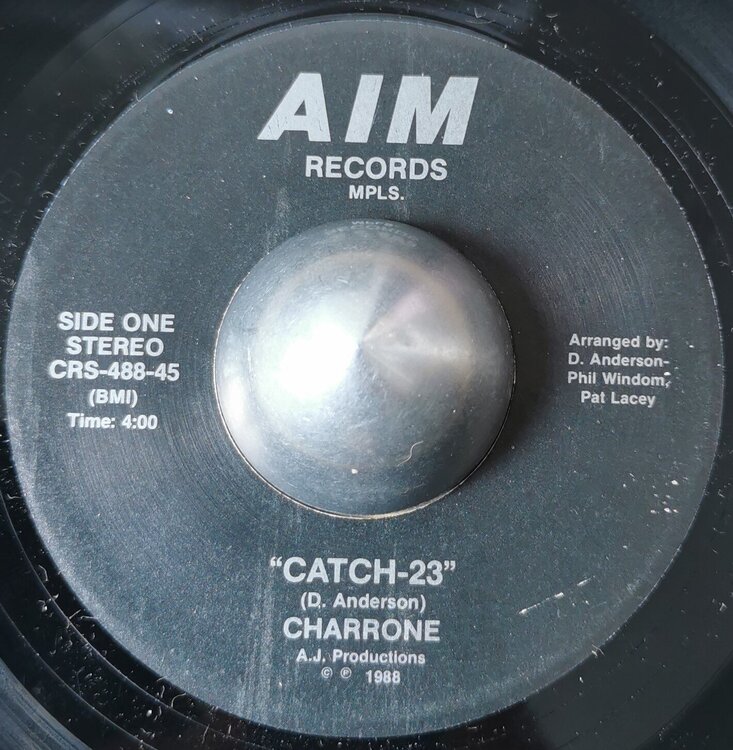 AIM
RECORDS
MPLS.
SIDE ONE
STEREO
CRS-488-45
(BMI)
Time: 4:00
Arranged by:
D. Anderson-
Phil Windom,
Pat Lacey
"CATCH-23"
(D. Anderson)
CHARRONE
A.J. Productions
© ℗ 1988